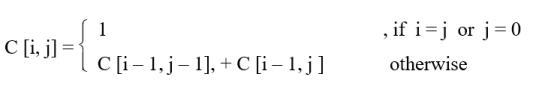 1 , if i = j or j = 0
C [i, j] = {
C [i – 1, j – 1], + C [i – 1, j ] otherwise